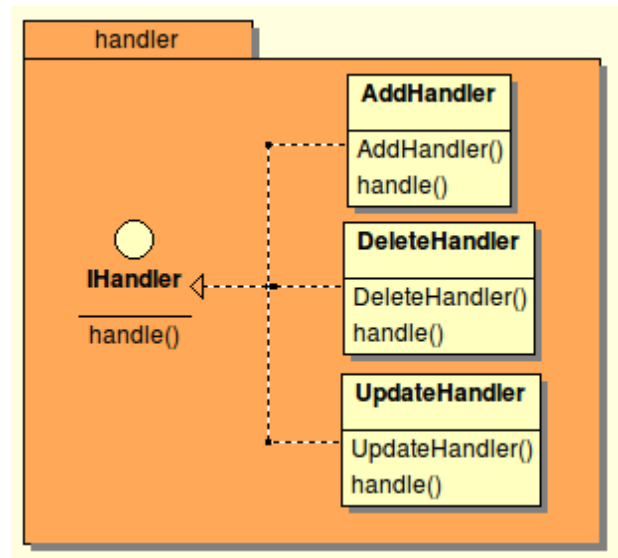 handler
AddHandler
AddHandler()
handle()
IHandler
handle()
DeleteHandler
DeleteHandler()
handle()
UpdateHandler
UpdateHandler()
handle()